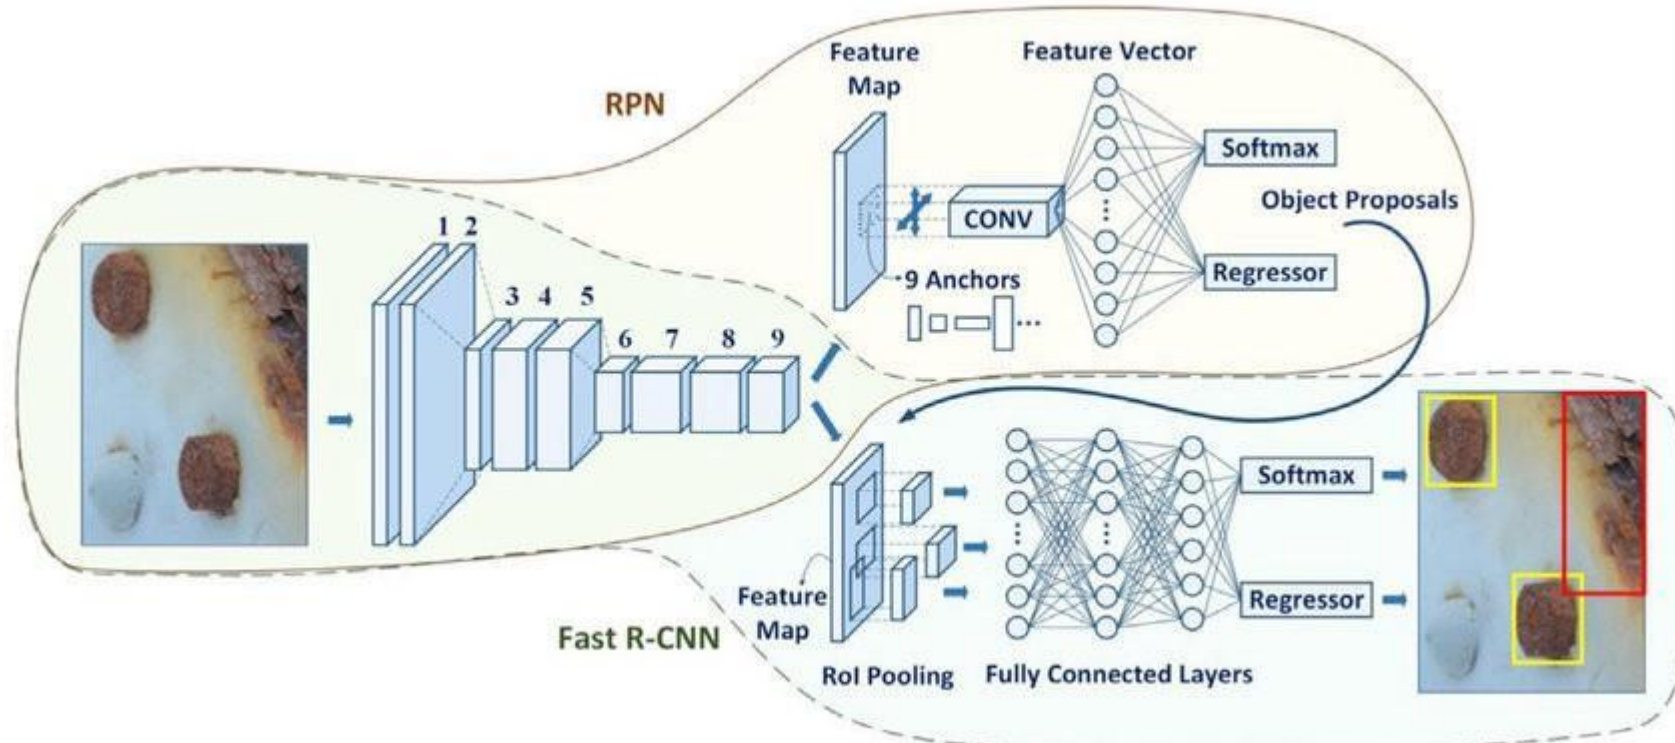 RPN
Feature
Map
Feature Vector
Softmax
CONV
Object Proposals
Regressor
9 Anchors
...
1 2
3 4 5
6 7 8 9
Softmax
Regressor
Feature
Map
Fast R-CNN
RoI Pooling
Fully Connected Layers